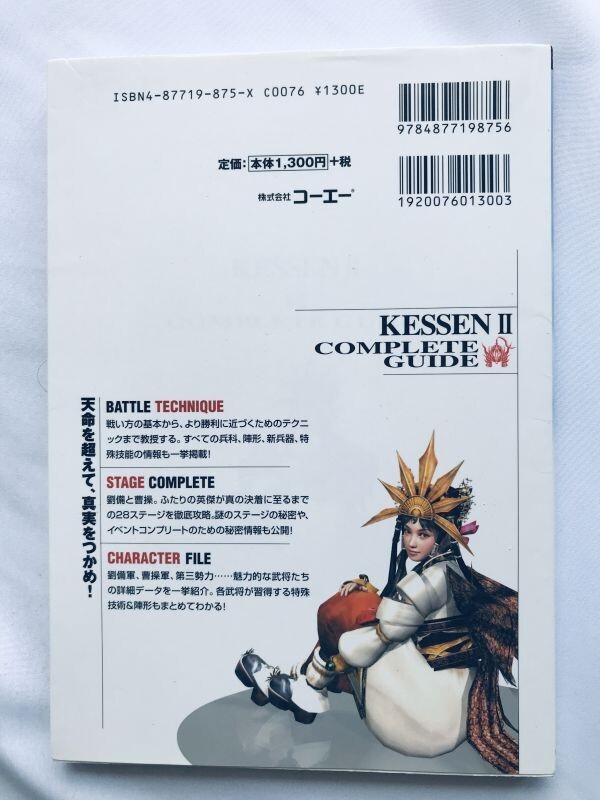 ISBN4-87719-875-X C0076 ¥1300E
9784877198756
定価：本体1,300円+税
株式会社コーエー®
1920076013003
KESSEN II
COMPLETE
GUIDE
天命を超えて、真実をつかめ！
BATTLE TECHNIQUE
戦い方の基本から、より勝利に近づくためのテクニ
ックまで教授する。すべての兵科、陣形、新兵器、特
殊技能の情報も一挙掲載！
STAGE COMPLETE
劉備と曹操。ふたりの英傑が真の決着に至るまで
の28ステージを徹底攻略。謎のステージの秘密や、
イベントコンプリートのための秘密情報も公開！
CHARACTER FILE
劉備軍、曹操軍、第三勢力……魅力的な武将たち
の詳細データを一挙紹介。各武将が習得する特殊
技術&陣形もまとめてわかる！